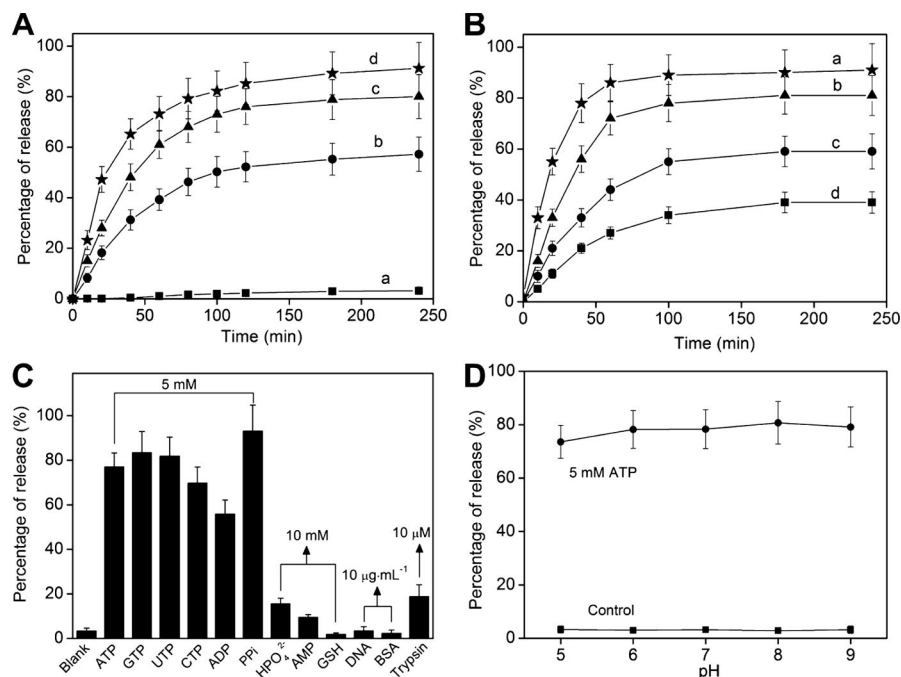 A
Percentage of release (%)
100
80
60
40
20
0
d
c
b
a
0 50 100 150 200 250
Time (min)
B
Percentage of release (%)
100
80
60
40
20
0
a
b
c
d
0 50 100 150 200 250
Time (min)
C
Percentage of release (%)
100
80
60
40
20
0
5 mM
10 mM
10 μg·mL⁻¹
10 μM
Blank ATP GTP UTP CTP ADP PPi HPO₄²⁻ AMP GSH DNA BSA Trypsin
D
Percentage of release (%)
100
80
60
40
20
0
5 mM ATP
Control
5 6 7 8 9
pH